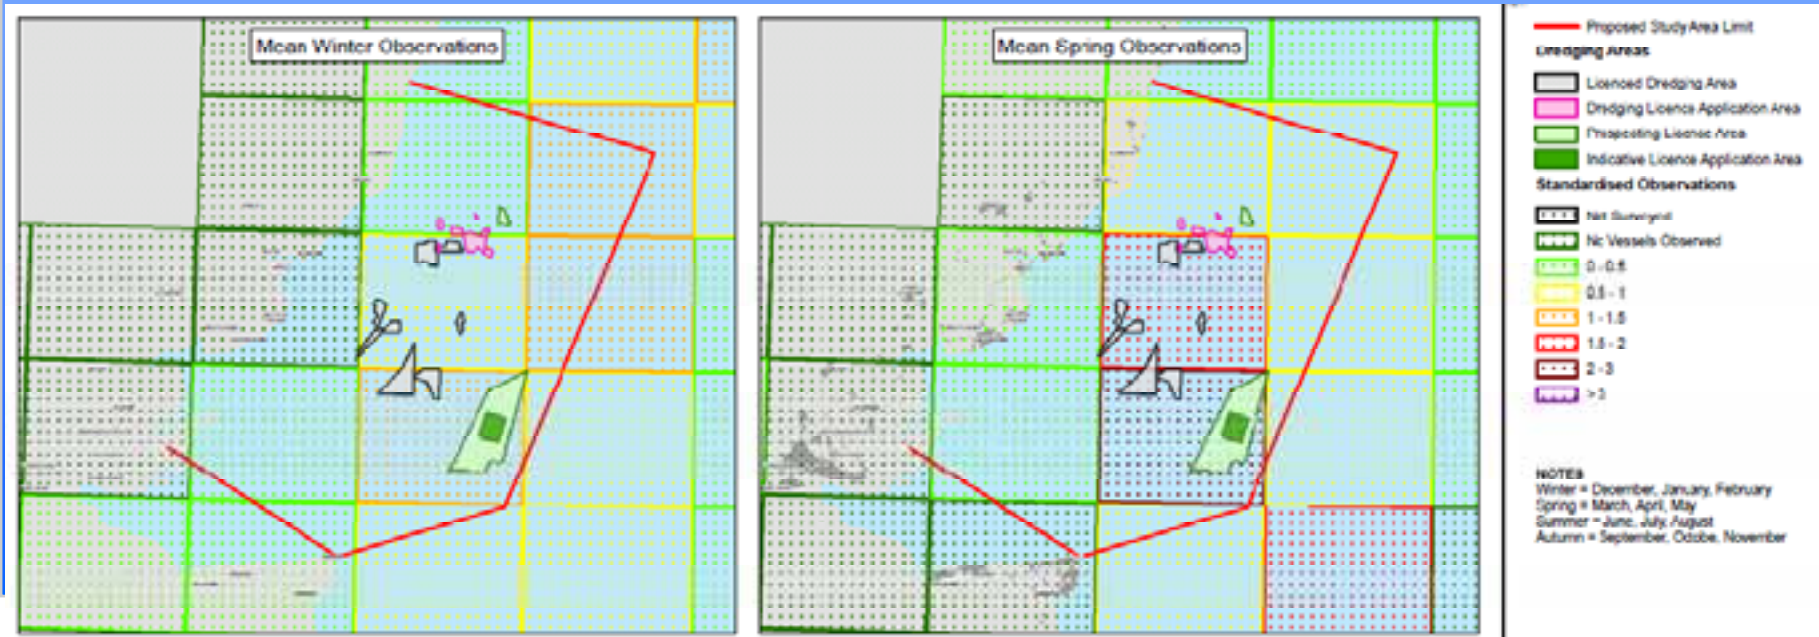 Mean Winter Observations
Mean Spring Observations
Proposed Study Area Limit
Dredging Areas
Licenced Dredging Area
Dredging Licence Application Area
Prospecting License Area
Indicative Licence Application Area
Standardised Observations
Not Surveyed
No Vessels Observed
0 - 0.5
0.5 - 1
1 - 1.5
1.5 - 2
2 - 3
NOTES
Winter = December, January, February
Spring = March, April, May
Summer = June, July, August
Autumn = September, Octobe, November